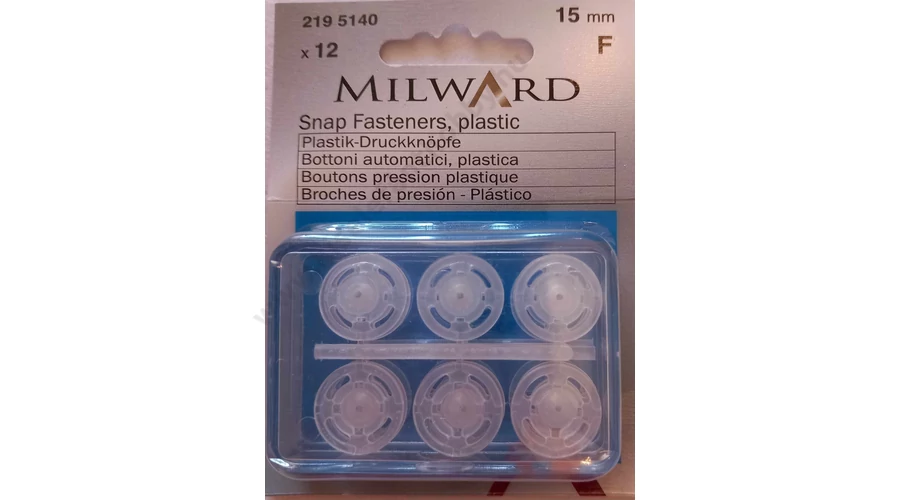 219 5140
15 mm
x 12
F
MILWARD
Snap Fasteners, plastic
Plastik-Druckknöpfe
Bottoni automatici, plastica
Boutons pression plastique
Broches de presión - Plástico